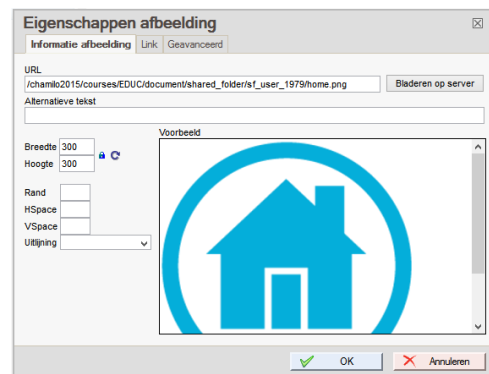 Eigenschappen afbeelding
Informatie afbeelding Link Geavanceerd
URL
/chamilo2015/courses/EDUC/document/shared_folder/sf_user_1979/home.png Bladeren op server
Alternatieve tekst
Voorbeeld
Breedte 300
Hoogte 300
Rand
HSpace
VSpace
Uitlijning
OK Annuleren